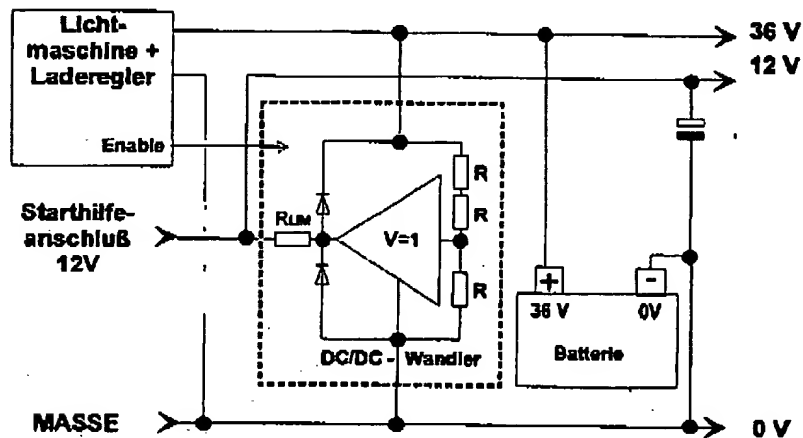 Licht-
maschine +
Laderegler
Enable
36 V
12 V
Starthilfe-
anschluß
12V
RLIM
V=1
R
R
R
DC/DC - Wandler
+
-
36 V
0V
Batterie
MASSE
0 V